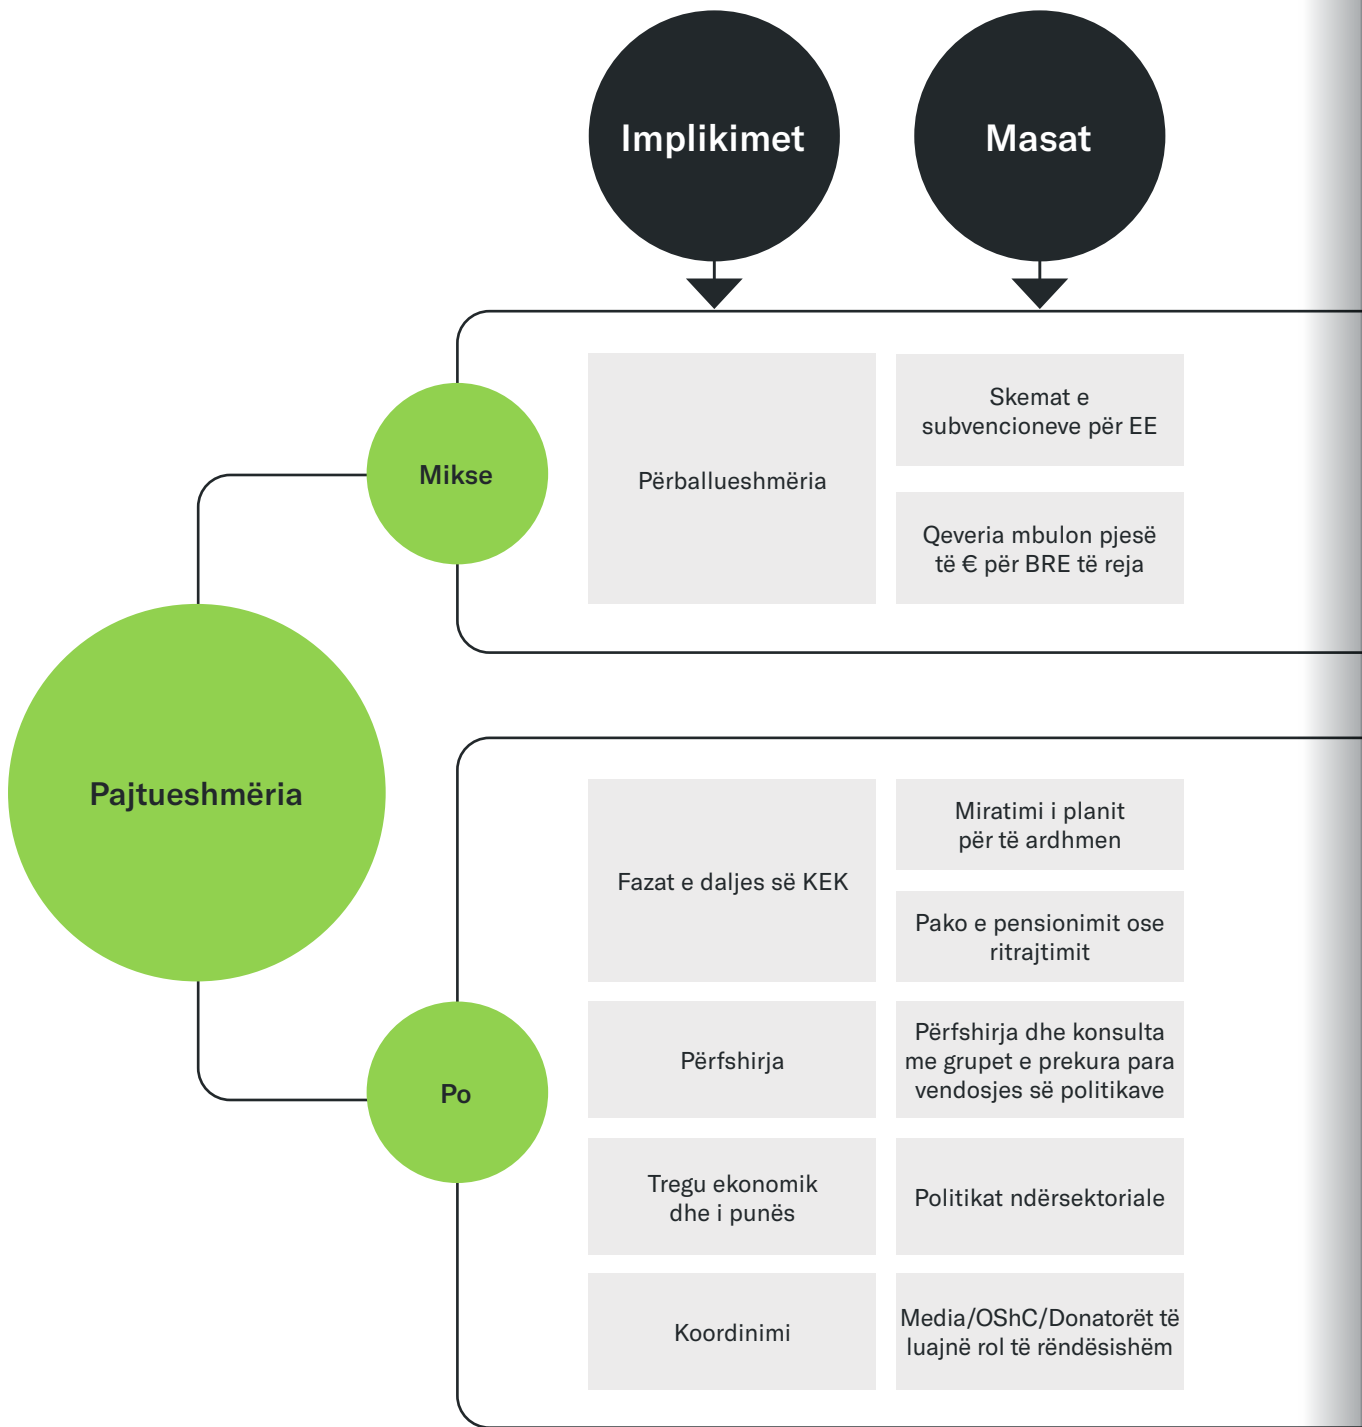 Implikimet
Masat
Mikse
Përballueshmëria
Skemat e
subvencioneve për EE
Qeveria mbulon pjesë
të € për BRE të reja
Pajtueshmëria
Po
Fazat e daljes së KEK
Miratimi i planit
për të ardhmen
Pako e pensionimit ose
ritrajtimit
Përfshirja
Përfshirja dhe konsulta
me grupet e prekura para
vendosjes së politikave
Tregu ekonomik
dhe i punës
Politikat ndërsektoriale
Koordinimi
Media/OShC/Donatorët të
luajnë rol të rëndësishëm